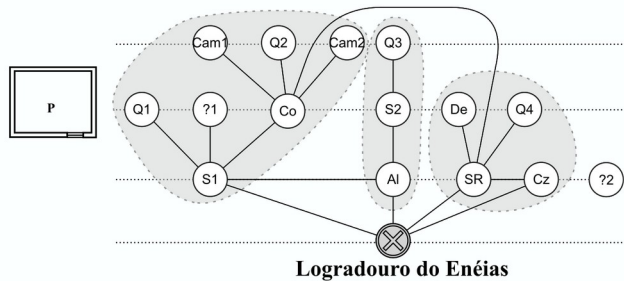 Cam1 Q2 Cam2 Q3
P Q1 ?1 Co S2 De Q4
S1 Al SR Cz ?2
Logradouro do Enéias